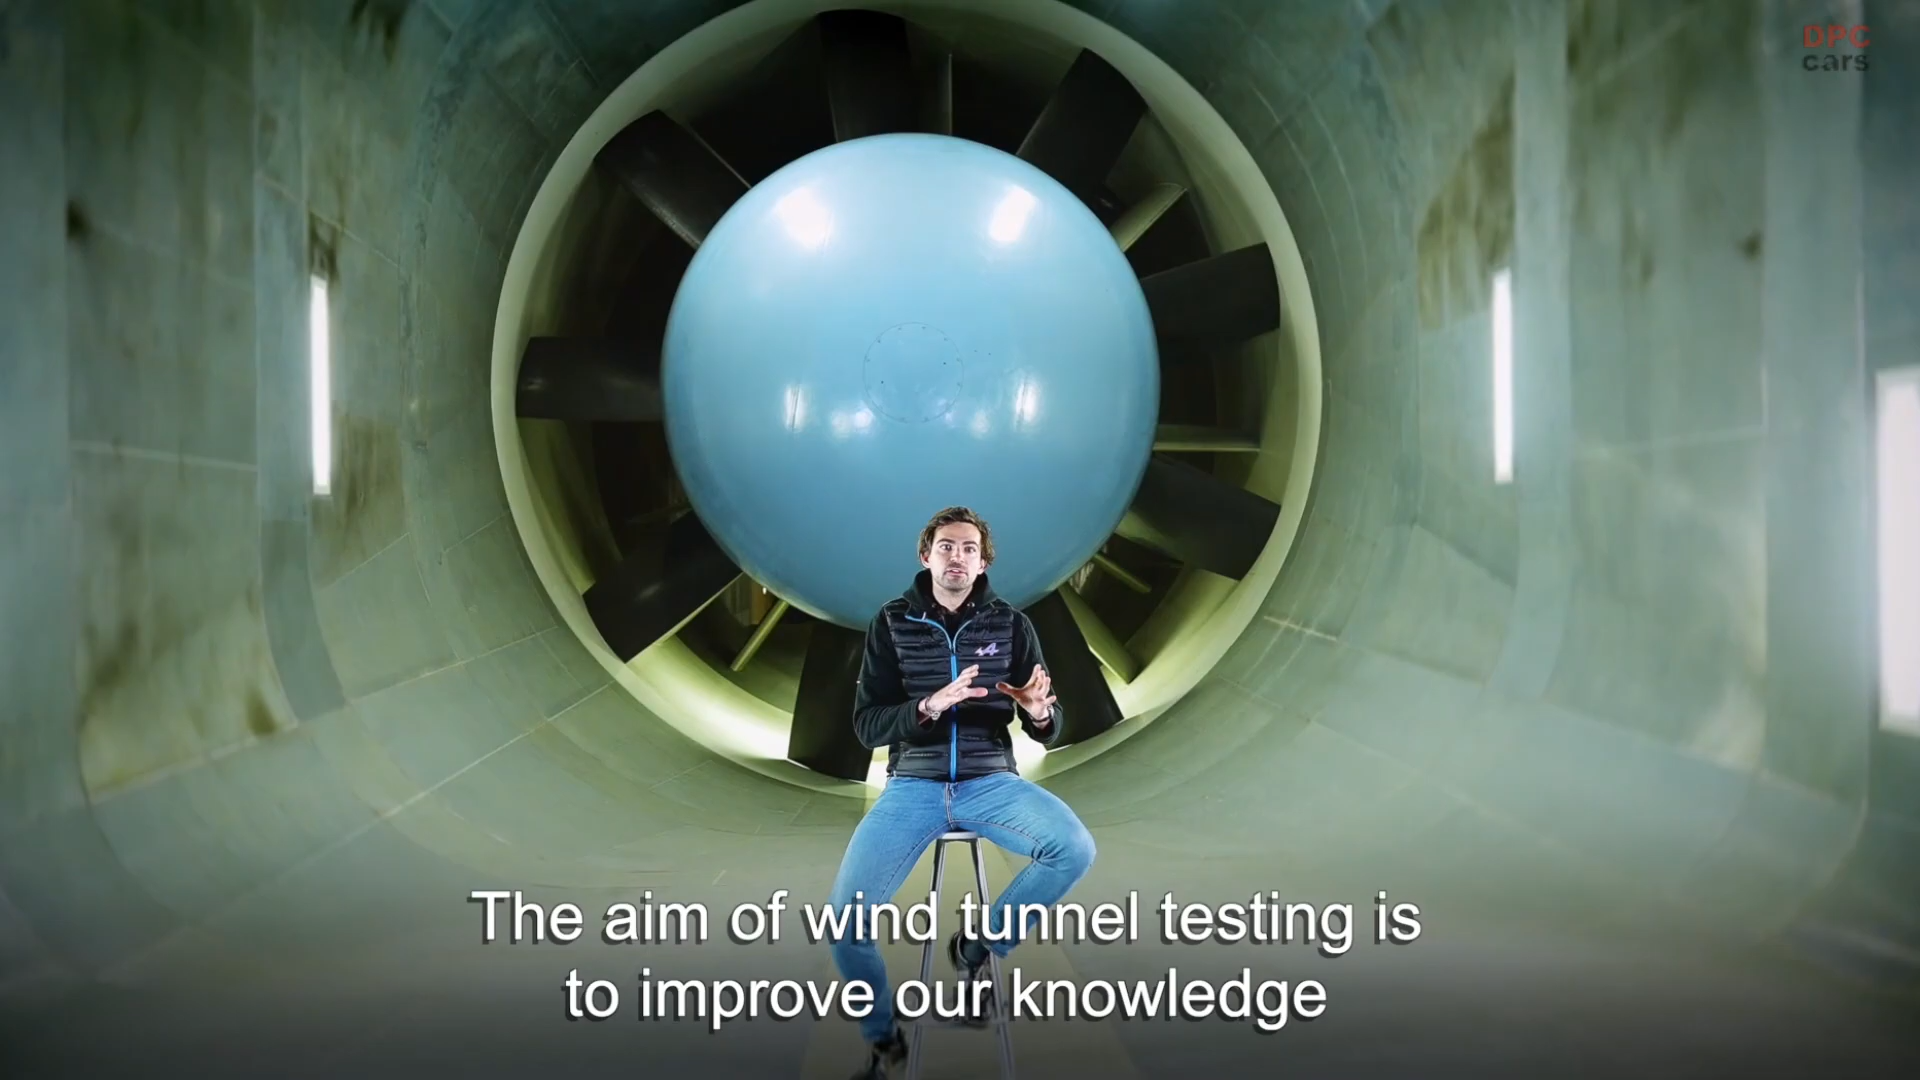 DPC
cars
The aim of wind tunnel testing is
to improve our knowledge